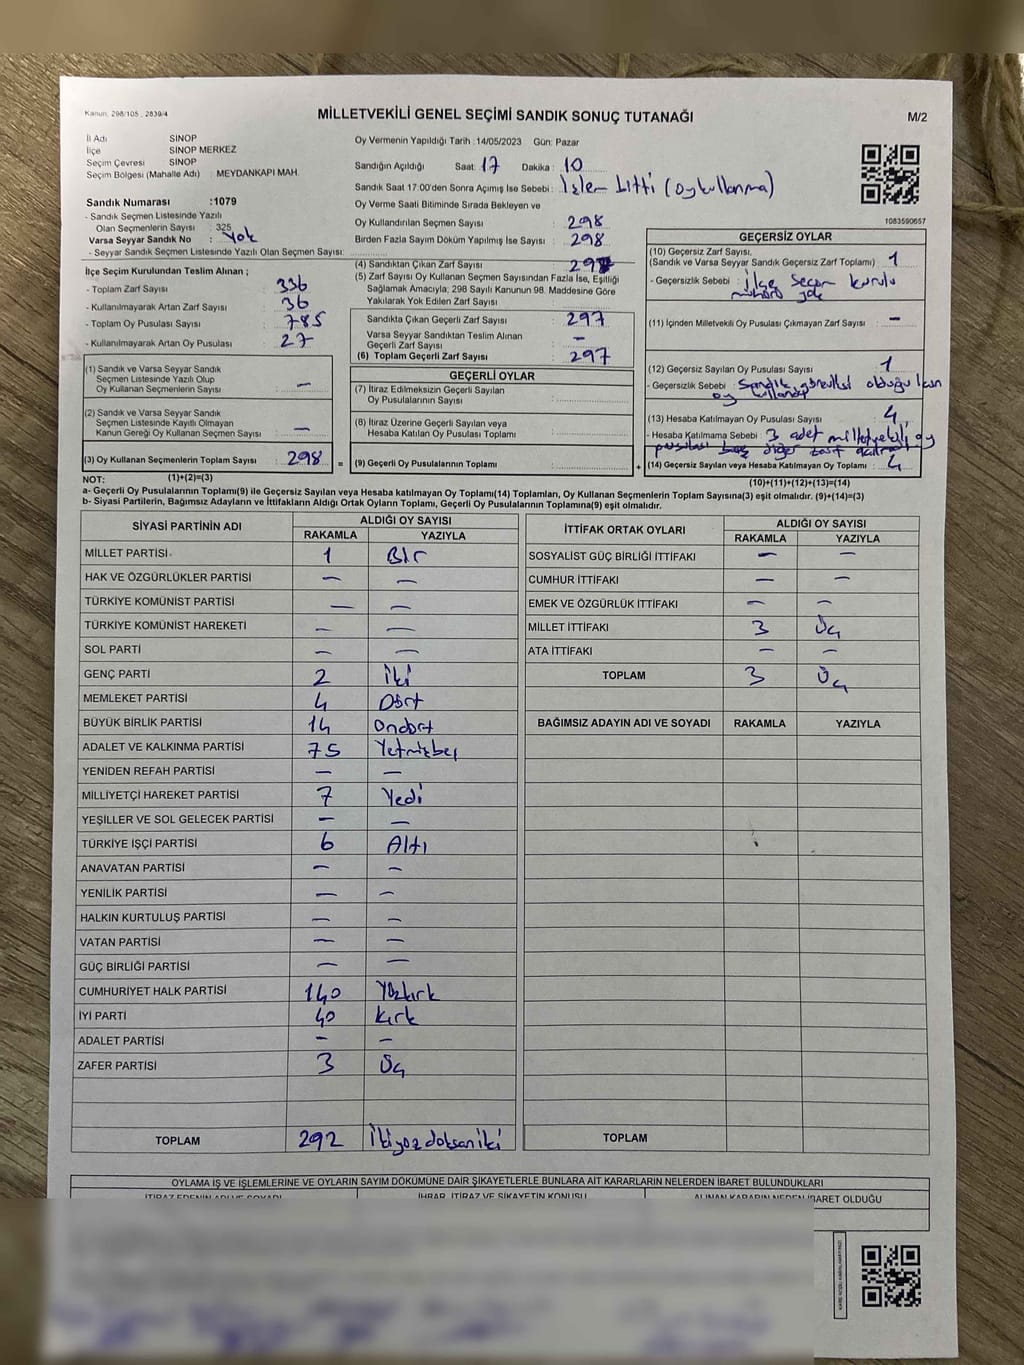 Kanun, 298/105 , 2839/4
MİLLETVEKİLİ GENEL SEÇİMİ SANDIK SONUÇ TUTANAĞI
M/2
İl Adı SINOP
İlçe SINOP MERKEZ
Seçim Çevresi SINOP
Seçim Bölgesi (Mahalle Adı) : MEYDANKAPI MAH.
Sandık Numarası :1079
- Sandık Seçmen Listesinde Yazılı
Olan Seçmenlerin Sayısı : 325
Varsa Seyyar Sandık No : Yok
- Seyyar Sandık Seçmen Listesinde Yazılı Olan Seçmen Sayısı:
İlçe Seçim Kurulundan Teslim Alınan ;
- Toplam Zarf Sayısı : 336
- Kullanılmayarak Artan Zarf Sayısı : 36
- Toplam Oy Pusulası Sayısı : 785
- Kullanılmayarak Artan Oy Pusulası : 27
(1) Sandık ve Varsa Seyyar Sandık
Seçmen Listesinde Yazılı Olup
Oy Kullanan Seçmenlerin Sayısı : —
(2) Sandık ve Varsa Seyyar Sandık
Seçmen Listesinde Kayıtlı Olmayan
Kanun Gereği Oy Kullanan Seçmen Sayısı : —
(3) Oy Kullanan Seçmenlerin Toplam Sayısı : 298 =
Oy Vermenin Yapıldığı Tarih : 14/05/2023 Gün: Pazar
Sandığın Açıldığı Saat: 17 Dakika : 10
Sandık Saat 17:00'den Sonra Açımış İse Sebebi : İşlem bitti (oy kullanma)
Oy Verme Saati Bitiminde Sırada Bekleyen ve
Oy Kullandırılan Seçmen Sayısı : 298
Birden Fazla Sayım Döküm Yapılmış İse Sayısı : 298
(4) Sandıktan Çıkan Zarf Sayısı : 298
(5) Zarf Sayısı Oy Kullanan Seçmen Sayısından Fazla İse, Eşitliği
Sağlamak Amacıyla; 298 Sayılı Kanunun 98. Maddesine Göre
Yakılarak Yok Edilen Zarf Sayısı :
Sandıkta Çıkan Geçerli Zarf Sayısı : 297
Varsa Seyyar Sandıktan Teslim Alınan
Geçerli Zarf Sayısı : —
(6) Toplam Geçerli Zarf Sayısı : 297
GEÇERLİ OYLAR
(7) İtiraz Edilmeksizin Geçerli Sayılan
Oy Pusulalarının Sayısı :
(8) İtiraz Üzerine Geçerli Sayılan veya
Hesaba Katılan Oy Pusulası Toplamı :
(9) Geçerli Oy Pusulalarının Toplamı : +
1083590657
GEÇERSİZ OYLAR
(10) Geçersiz Zarf Sayısı,
(Sandık ve Varsa Seyyar Sandık Geçersiz Zarf Toplamı) : 1
- Geçersizlik Sebebi : İlçe Seçim kurulu
mührü yok
(11) İçinden Milletvekili Oy Pusulası Çıkmayan Zarf Sayısı : —
(12) Geçersiz Sayılan Oy Pusulası Sayısı : 1
- Geçersizlik Sebebi : Sandık görevlisi olduğu
oy
(13) Hesaba Katılmayan Oy Pusulası Sayısı : 4
- Hesaba Katılmama Sebebi : 3 adet milletvekili oy
pusulası diğer zarf
(14) Geçersiz Sayılan veya Hesaba Katılmayan Oy Toplamı : 4
NOT: (1)+(2)=(3) (10)+(11)+(12)+(13)=(14)
a- Geçerli Oy Pusulalarının Toplamı(9) ile Geçersiz Sayılan veya Hesaba katılmayan Oy Toplamı(14) Toplamları, Oy Kullanan Seçmenlerin Toplam Sayısına(3) eşit olmalıdır. (9)+(14)=(3)
b- Siyasi Partilerin, Bağımsız Adayların ve İttifakların Aldığı Ortak Oyların Toplamı, Geçerli Oy Pusulalarının Toplamına(9) eşit olmalıdır.
SİYASİ PARTİNİN ADI ALDIĞI OY SAYISI
RAKAMLA YAZIYLA
MİLLET PARTİSİ 1 Bir
HAK VE ÖZGÜRLÜKLER PARTİSİ — —
TÜRKİYE KOMÜNİST PARTİSİ — —
TÜRKİYE KOMÜNİST HAREKETİ — —
SOL PARTİ — —
GENÇ PARTİ 2 İki
MEMLEKET PARTİSİ 4 Dört
BÜYÜK BİRLİK PARTİSİ 14 Ondört
ADALET VE KALKINMA PARTİSİ 75 Yetmişbeş
YENİDEN REFAH PARTİSİ — —
MİLLİYETÇİ HAREKET PARTİSİ 7 Yedi
YEŞİLLER VE SOL GELECEK PARTİSİ — —
TÜRKİYE İŞÇİ PARTİSİ 6 Altı
ANAVATAN PARTİSİ — —
YENİLİK PARTİSİ — —
HALKIN KURTULUŞ PARTİSİ — —
VATAN PARTİSİ — —
GÜÇ BİRLİĞİ PARTİSİ — —
CUMHURİYET HALK PARTİSİ 140 Yüzkırk
İYİ PARTİ 40 Kırk
ADALET PARTİSİ — —
ZAFER PARTİSİ 3 Üç
TOPLAM 292 İkiyüz doksan iki
İTTİFAK ORTAK OYLARI ALDIĞI OY SAYISI
RAKAMLA YAZIYLA
SOSYALİST GÜÇ BİRLİĞİ İTTİFAKI — —
CUMHUR İTTİFAKI — —
EMEK VE ÖZGÜRLÜK İTTİFAKI — —
MİLLET İTTİFAKI 3 Üç
ATA İTTİFAKI — —
TOPLAM 3 Üç
BAĞIMSIZ ADAYIN ADI VE SOYADI RAKAMLA YAZIYLA
TOPLAM
OYLAMA İŞ VE İŞLEMLERİNE VE OYLARIN SAYIM DÖKÜMÜNE DAİR ŞİKAYETLERLE BUNLARA AİT KARARLARIN NELERDEN İBARET BULUNDUKLARI
İTİRAZ EDENİN ADI VE SOYADI İHBAR, İTİRAZ VE ŞİKAYETİN KONUSU ALINAN KARARIN NEDEN İBARET OLDUĞU